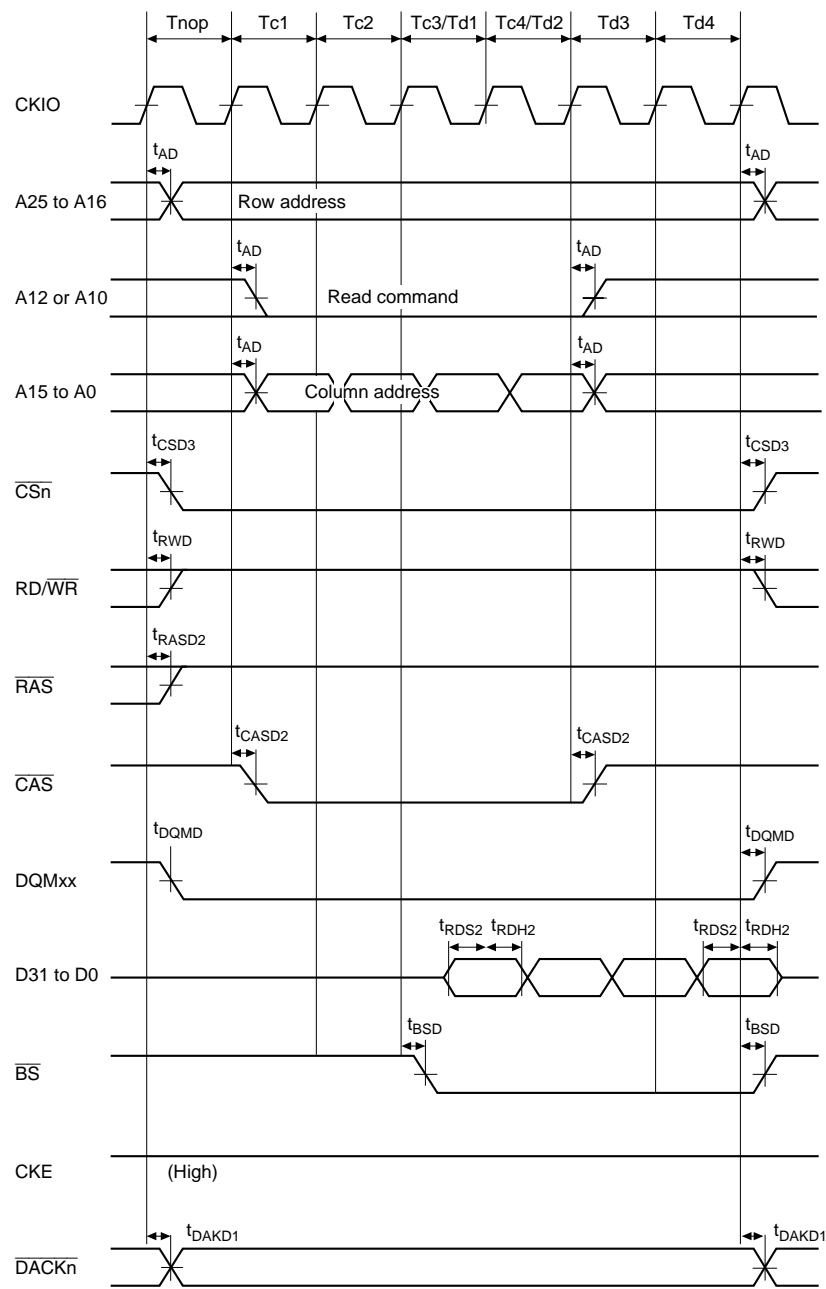 Tnop Tc1 Tc2 Tc3/Td1 Tc4/Td2 Td3 Td4
CKIO
tAD tAD
A25 to A16 Row address
tAD tAD
A12 or A10 Read command
tAD tAD
A15 to A0 Column address
tCSD3 tCSD3
CSn
tRWD tRWD
RD/WR
tRASD2
RAS
tCASD2 tCASD2
CAS
tDQMD tDQMD
DQMxx
tRDS2 tRDH2 tRDS2 tRDH2
D31 to D0
tBSD tBSD
BS
CKE (High)
tDAKD1 tDAKD1
DACKn